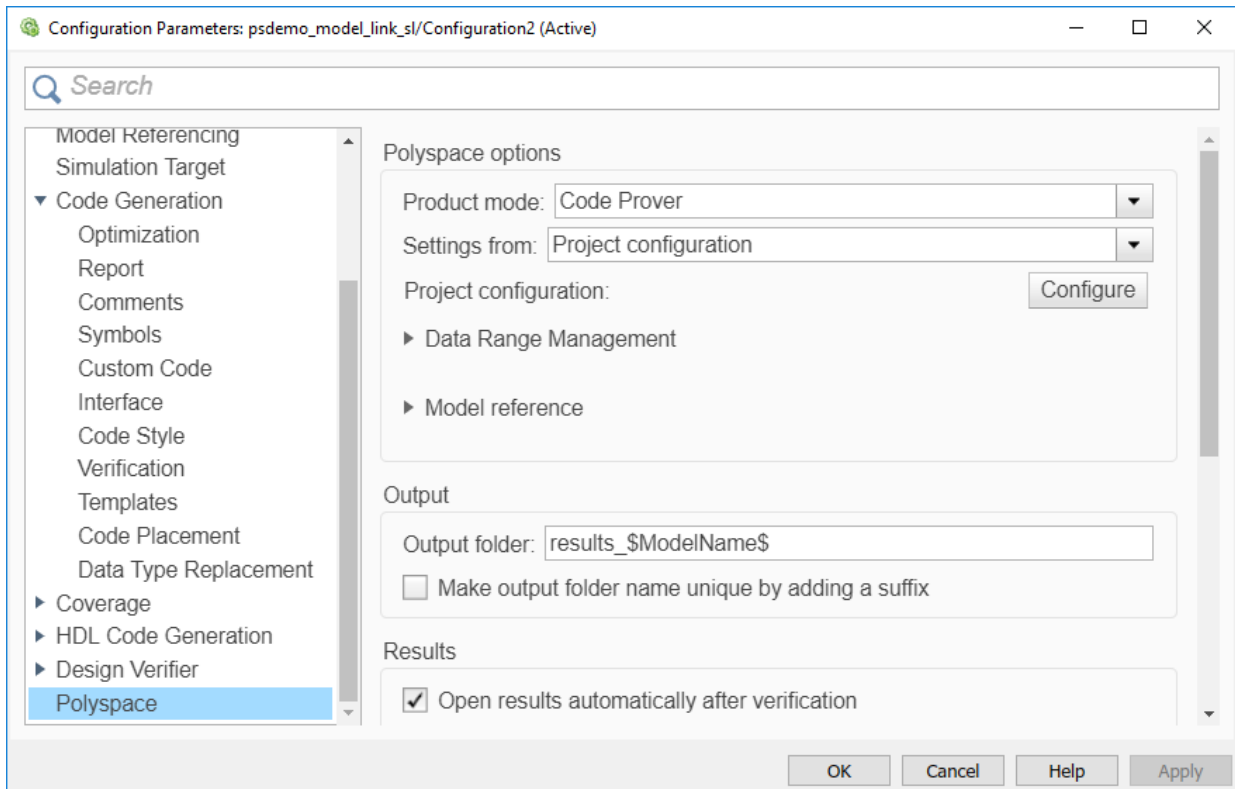 Configuration Parameters: psdemo_model_link_sl/Configuration2 (Active)
Search
Model Referencing
Simulation Target
Code Generation
Optimization
Report
Comments
Symbols
Custom Code
Interface
Code Style
Verification
Templates
Code Placement
Data Type Replacement
Coverage
HDL Code Generation
Design Verifier
Polyspace
Polyspace options
Product mode: Code Prover
Settings from: Project configuration
Project configuration: Configure
Data Range Management
Model reference
Output
Output folder: results_$ModelName$
Make output folder name unique by adding a suffix
Results
Open results automatically after verification
OK Cancel Help Apply